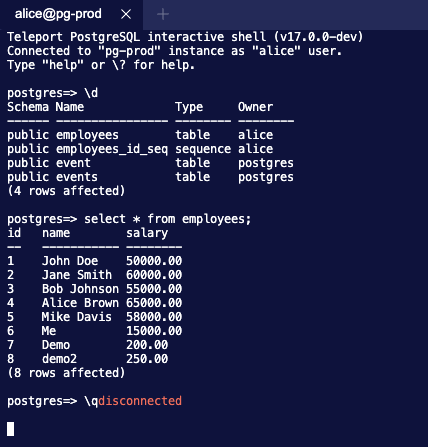 alice@pg-prod × +
Teleport PostgreSQL interactive shell (v17.0.0-dev)
Connected to "pg-prod" instance as "alice" user.
Type "help" or \? for help.
postgres=> \d
Schema Name Type Owner
------ ---------------- -------- --------
public employees table alice
public employees_id_seq sequence alice
public event table postgres
public events table postgres
(4 rows affected)
postgres=> select * from employees;
id name salary
-- ----------- --------
1 John Doe 50000.00
2 Jane Smith 60000.00
3 Bob Johnson 55000.00
4 Alice Brown 65000.00
5 Mike Davis 58000.00
6 Me 15000.00
7 Demo 200.00
8 demo2 250.00
(8 rows affected)
postgres=> \qdisconnected